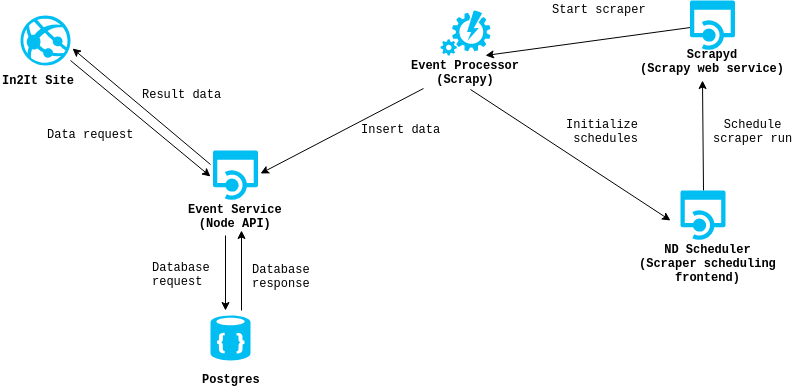 Start scraper
Scrapyd
(Scrapy web service)
Event Processor
(Scrapy)
In2It Site
Result data
Data request
Insert data
Initialize
schedules
Schedule
scraper run
Event Service
(Node API)
ND Scheduler
(Scraper scheduling
frontend)
Database
request
Database
response
{ }
Postgres